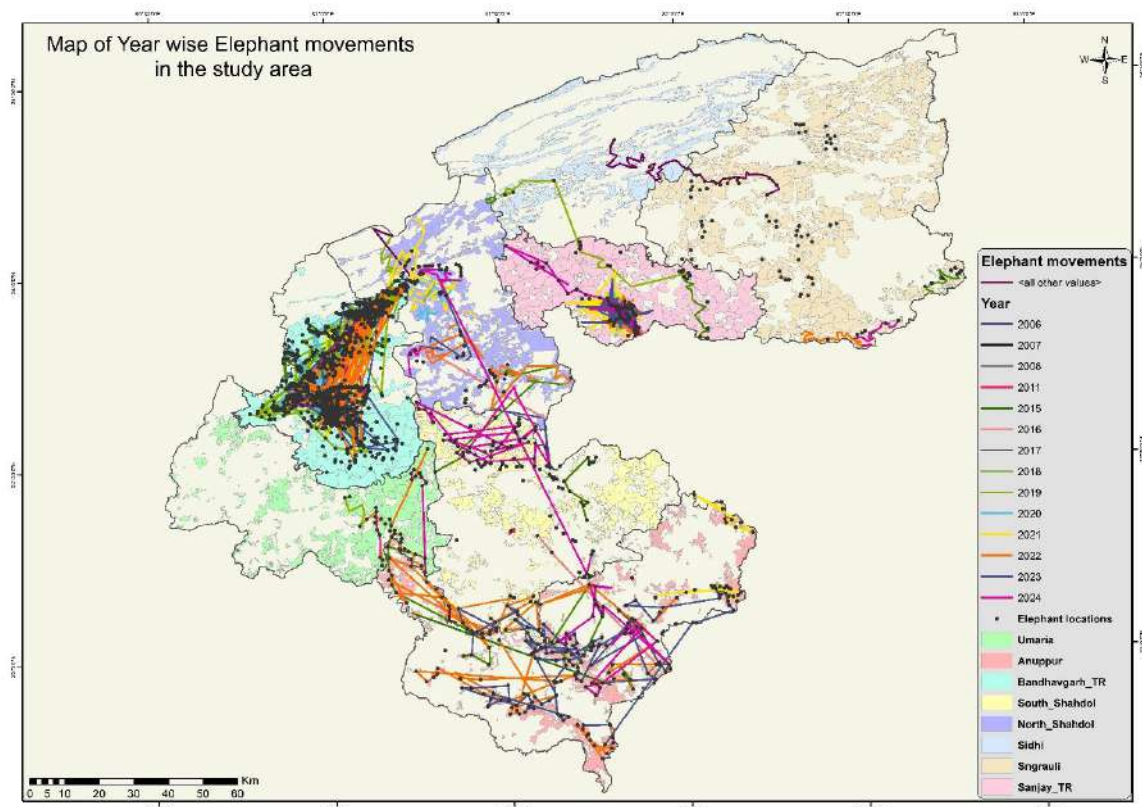 Map of Year wise Elephant movements
in the study area
N
W E
S
Elephant movements
<all other values>
Year
2006
2007
2008
2011
2015
2016
2017
2018
2019
2020
2021
2022
2023
2024
Elephant locations
Umaria
Anuppur
Bandhavgarh_TR
South_Shahdol
North_Shahdol
Sidhi
Sngrauli
Sanjay_TR
Km
0 5 10 20 30 40 50 60